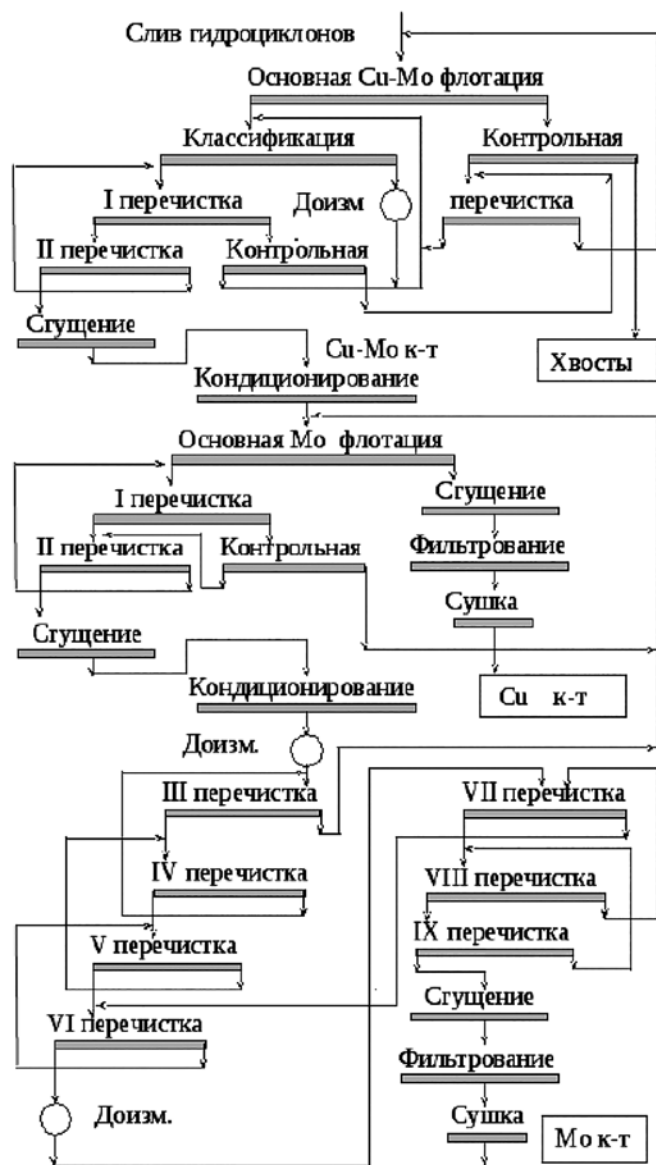 Слив гидроциклонов
Основная Cu-Mo флотация
Классификация
Контрольная
I перечистка
Доизм
перечистка
II перечистка
Контрольная
Сгущение
Cu-Mo к-т
Хвосты
Кондиционирование
Основная Mo флотация
I перечистка
Сгущение
II перечистка
Контрольная
Фильтрование
Сгущение
Сушка
Кондиционирование
Cu к-т
Доизм.
III перечистка
VII перечистка
IV перечистка
VIII перечистка
V перечистка
IX перечистка
VI перечистка
Сгущение
Фильтрование
Доизм.
Сушка
Mo к-т